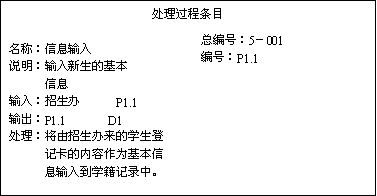 处理过程条目
总编号：5－001
名称：信息输入
编号：P1.1
说明：输入新生的基本
信息
输入：招生办 P1.1
输出：P1.1 D1
处理：将由招生办来的学生登
记卡的内容作为基本信
息输入到学籍记录中。